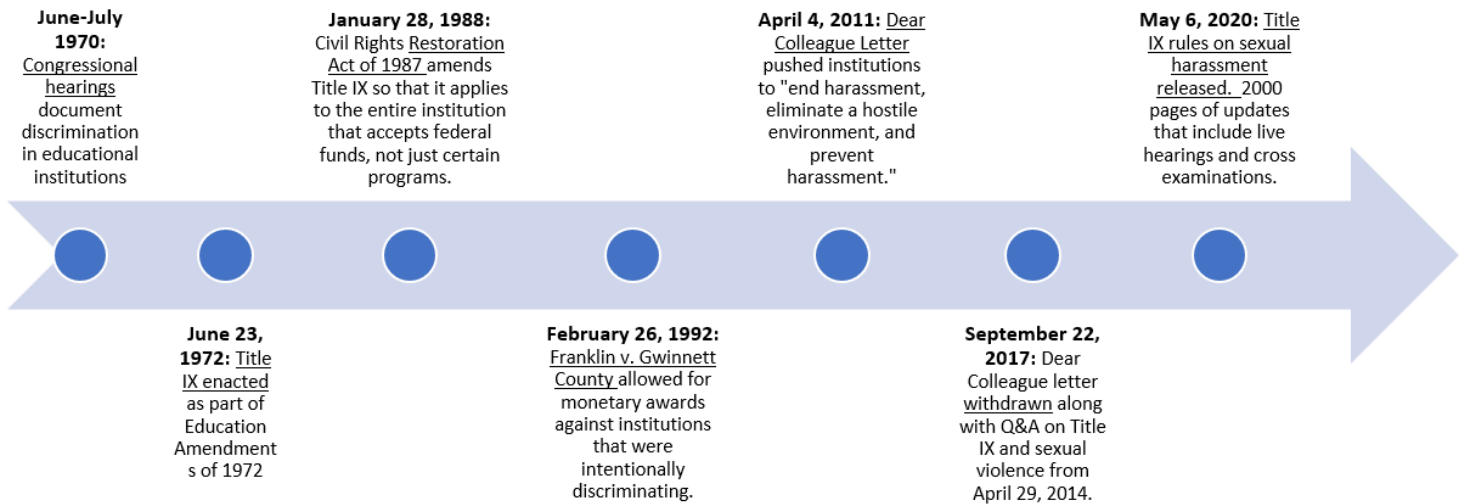 June-July
1970:
Congressional
hearings
document
discrimination
in educational
institutions
January 28, 1988:
Civil Rights Restoration
Act of 1987 amends
Title IX so that it applies
to the entire institution
that accepts federal
funds, not just certain
programs.
April 4, 2011: Dear
Colleague Letter
pushed institutions
to "end harassment,
eliminate a hostile
environment, and
prevent
harassment."
May 6, 2020: Title
IX rules on sexual
harassment
released. 2000
pages of updates
that include live
hearings and cross
examinations.
June 23,
1972: Title
IX enacted
as part of
Education
Amendment
s of 1972
February 26, 1992:
Franklin v. Gwinnett
County allowed for
monetary awards
against institutions
that were
intentionally
discriminating.
September 22,
2017: Dear
Colleague letter
withdrawn along
with Q&A on Title
IX and sexual
violence from
April 29, 2014.